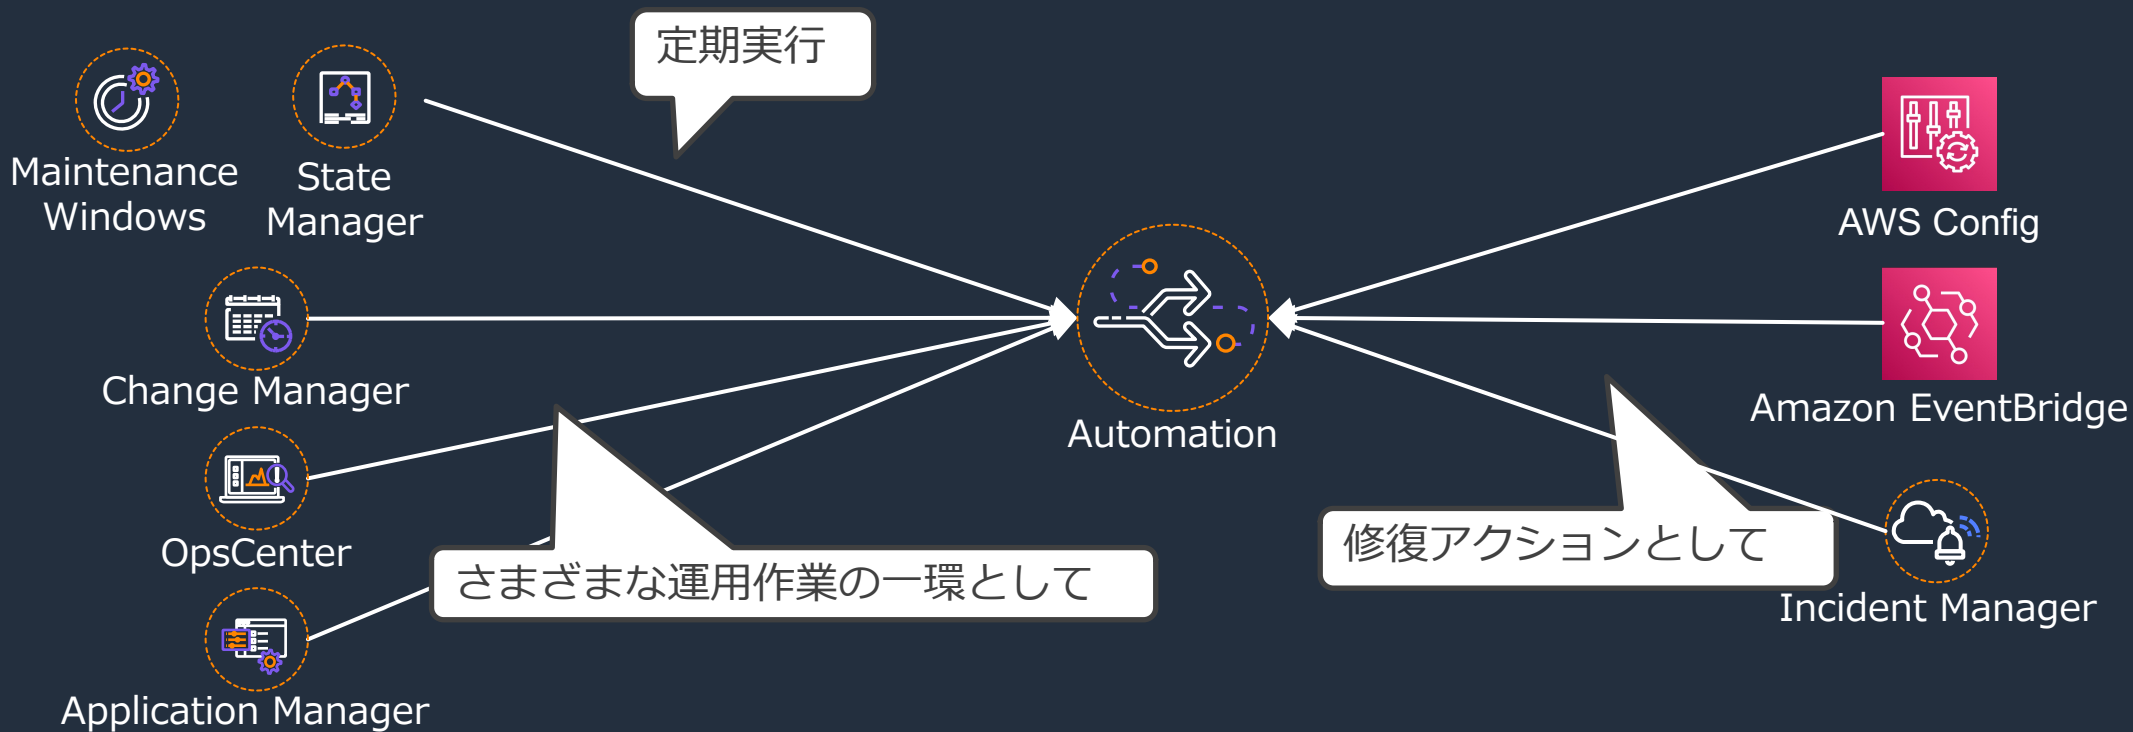 定期実行
Maintenance
Windows
State
Manager
AWS Config
Change Manager
Automation
Amazon EventBridge
OpsCenter
さまざまな運用作業の一環として
修復アクションとして
Incident Manager
Application Manager